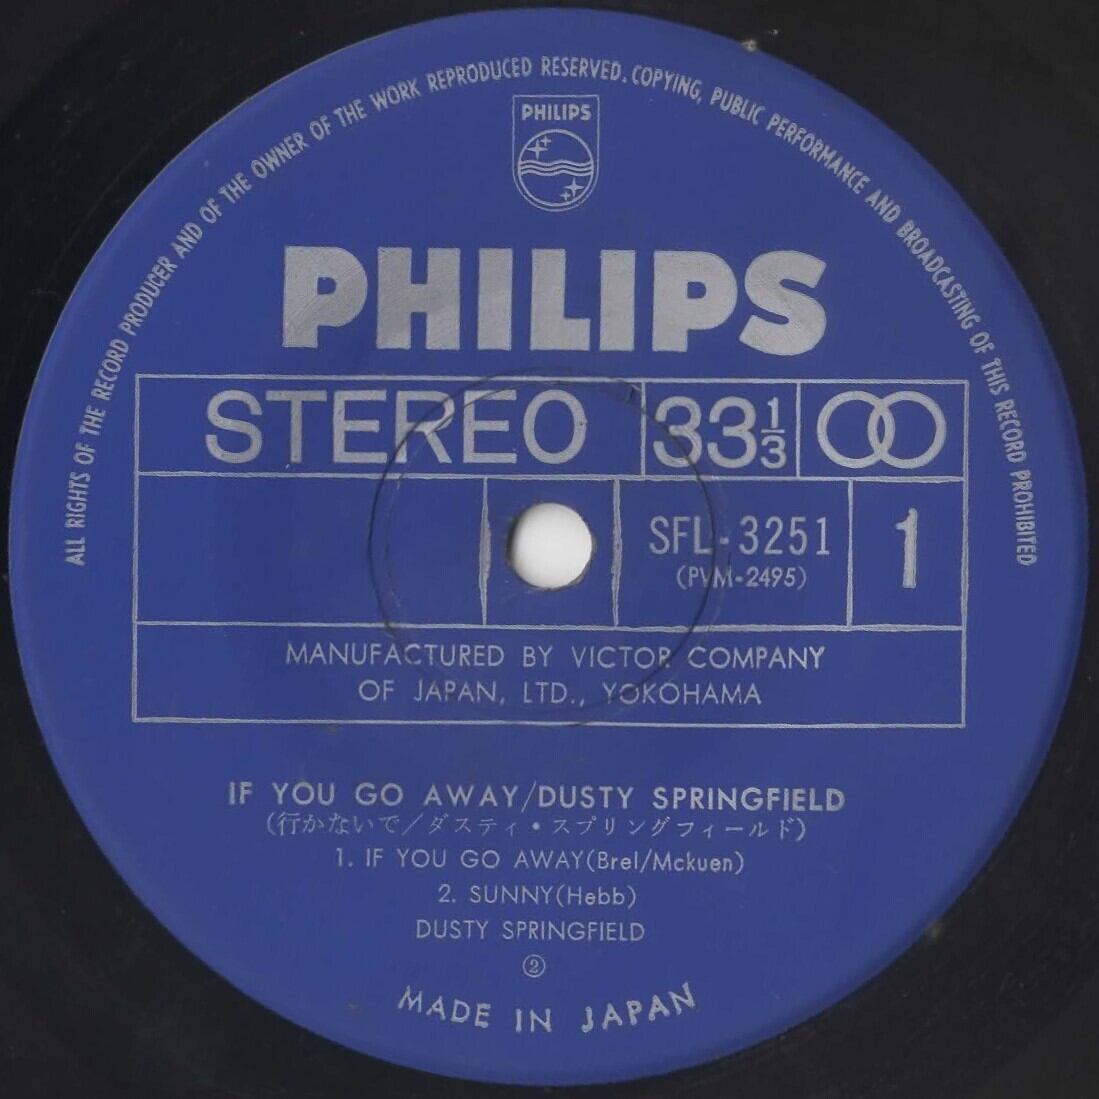 ALL RIGHTS OF THE RECORD PRODUCER AND OF THE OWNER OF THE WORK REPRODUCED RESERVED. COPYING, PUBLIC PERFORMANCE AND BROADCASTING OF THIS RECORD PROHIBITED
PHILIPS
PHILIPS
STEREO 33 1/3
SFL-3251 1
(PVM-2495)
MANUFACTURED BY VICTOR COMPANY
OF JAPAN, LTD., YOKOHAMA
IF YOU GO AWAY/DUSTY SPRINGFIELD
(行かないで/ダスティ・スプリングフィールド)
1. IF YOU GO AWAY(Brel/Mckuen)
2. SUNNY(Hebb)
DUSTY SPRINGFIELD
②
MADE IN JAPAN